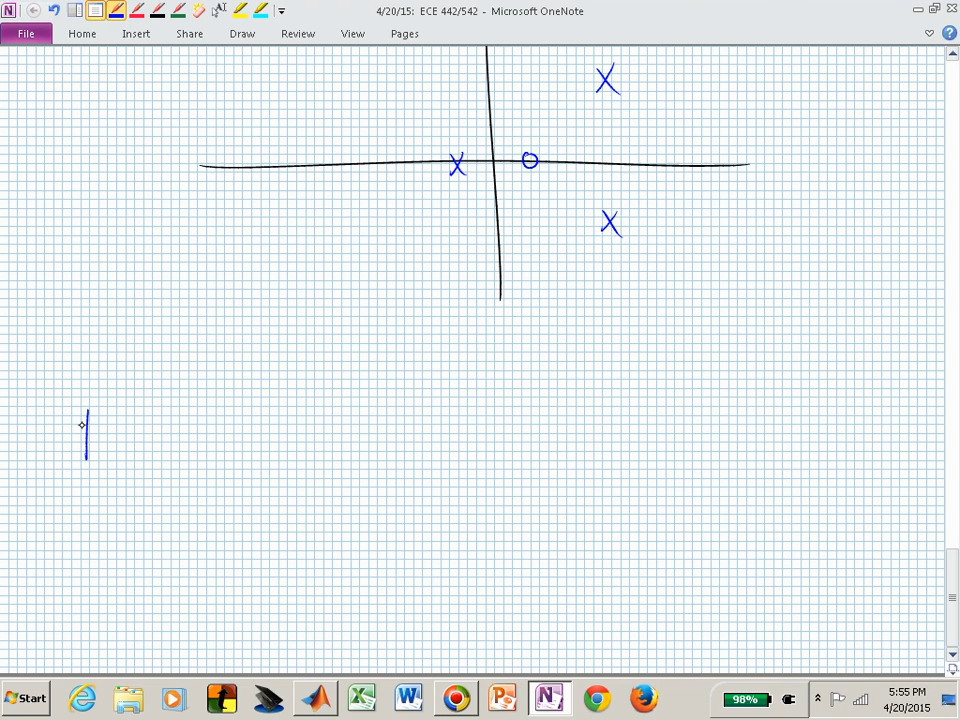 4/20/15: ECE 442/542 - Microsoft OneNote
File Home Insert Share Draw Review View Pages
X
X O
X
Start
98%
5:55 PM
4/20/2015